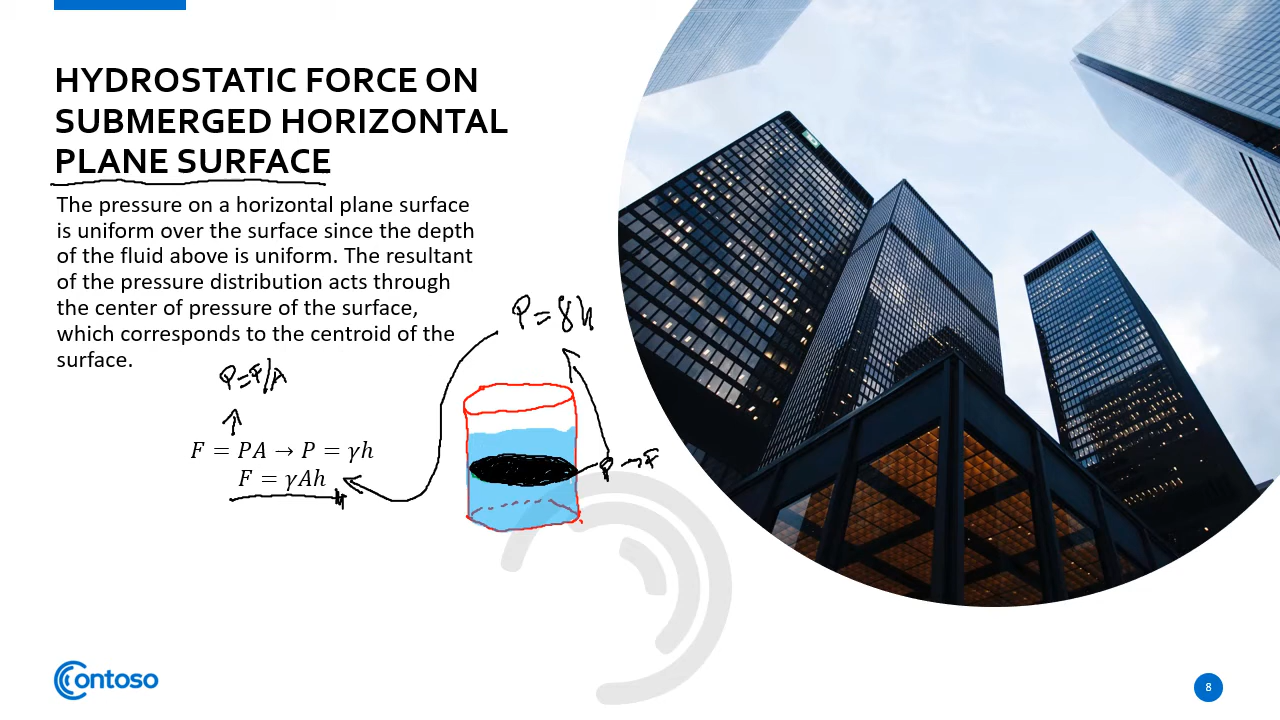 HYDROSTATIC FORCE ON
SUBMERGED HORIZONTAL
PLANE SURFACE
The pressure on a horizontal plane surface
is uniform over the surface since the depth
of the fluid above is uniform. The resultant
of the pressure distribution acts through
the center of pressure of the surface,
which corresponds to the centroid of the
surface.
P = γh
P = F/A
F = PA → P = γh
F = γAh
P → F
Contoso
8